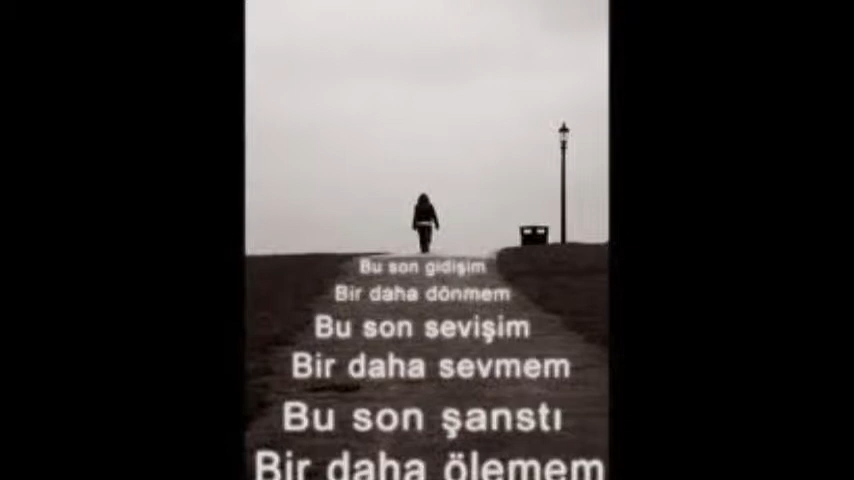 Bu son gidişim
Bir daha dönmem
Bu son sevişim
Bir daha sevmem
Bu son şanstı
Bir daha ölemem